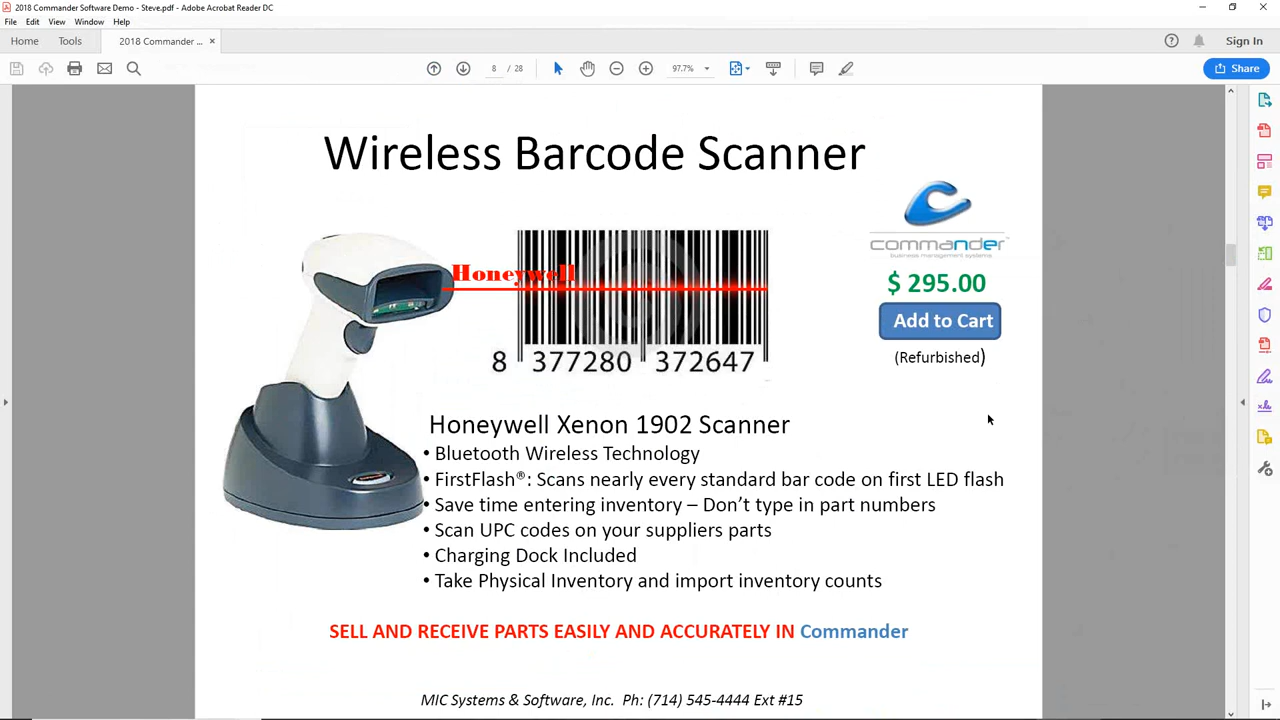 2018 Commander Software Demo - Steve.pdf - Adobe Acrobat Reader DC
File Edit View Window Help
Home Tools 2018 Commander ... × Sign In
8 / 28 97.7% Share
Wireless Barcode Scanner
commander
business management systems
Honeywell
$ 295.00
Add to Cart
(Refurbished)
8 377280 372647
Honeywell Xenon 1902 Scanner
• Bluetooth Wireless Technology
• FirstFlash®: Scans nearly every standard bar code on first LED flash
• Save time entering inventory – Don't type in part numbers
• Scan UPC codes on your suppliers parts
• Charging Dock Included
• Take Physical Inventory and import inventory counts
SELL AND RECEIVE PARTS EASILY AND ACCURATELY IN Commander
MIC Systems & Software, Inc. Ph: (714) 545-4444 Ext #15